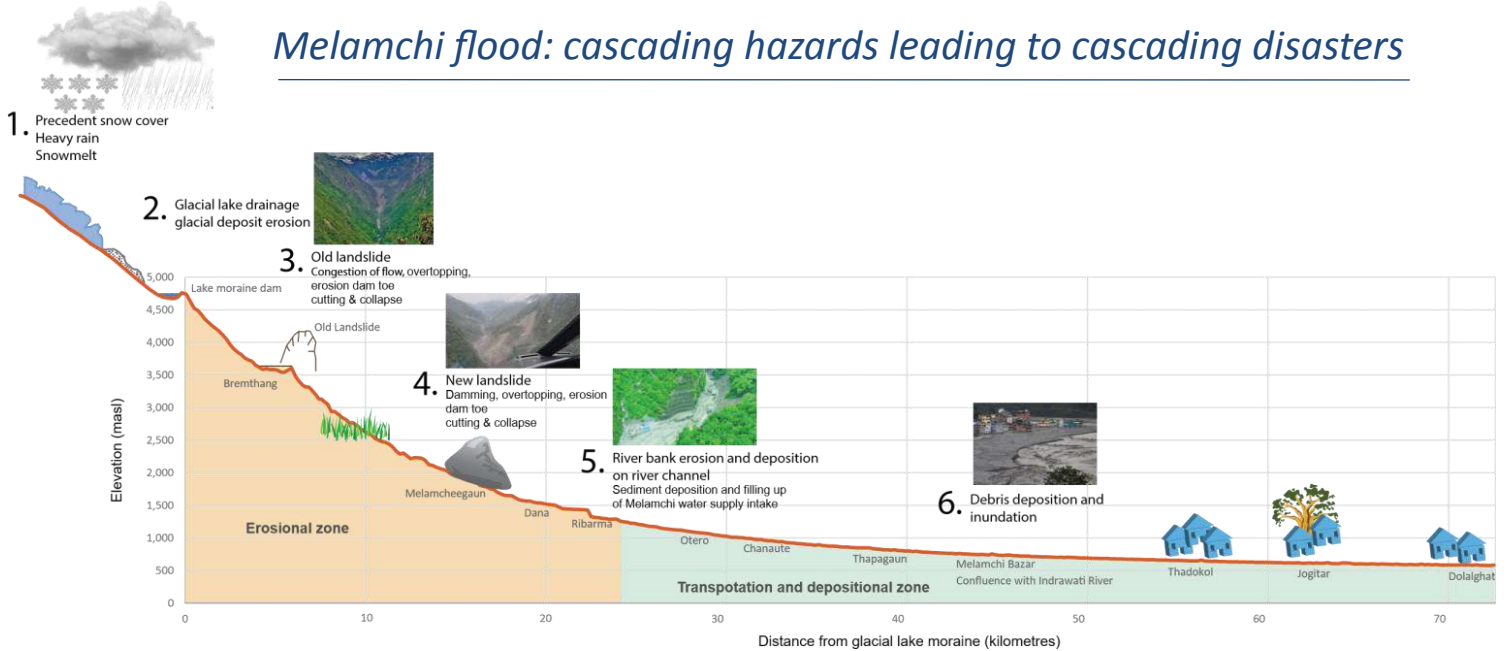 Melamchi flood: cascading hazards leading to cascading disasters
1.
Precedent snow cover
Heavy rain
Snowmelt
2.
Glacial lake drainage
glacial deposit erosion
3.
Old landslide
Congestion of flow, overtopping,
erosion dam toe
cutting & collapse
4.
New landslide
Damming, overtopping, erosion
dam toe
cutting & collapse
5.
River bank erosion and deposition
on river channel
Sediment deposition and filling up
of Melamchi water supply intake
6.
Debris deposition and
inundation
Elevation (masl)
5,000
4,500
4,000
3,500
3,000
2,500
2,000
1,500
1,000
500
0
Lake moraine dam
Old Landslide
Bremthang
Melamcheegaun
Dana
Ribarma
Otero
Chanaute
Thapagaun
Melamchi Bazar
Confluence with Indrawati River
Thadokol
Jogitar
Dolalghat
Erosional zone
Transpotation and depositional zone
0
10
20
30
40
50
60
70
Distance from glacial lake moraine (kilometres)